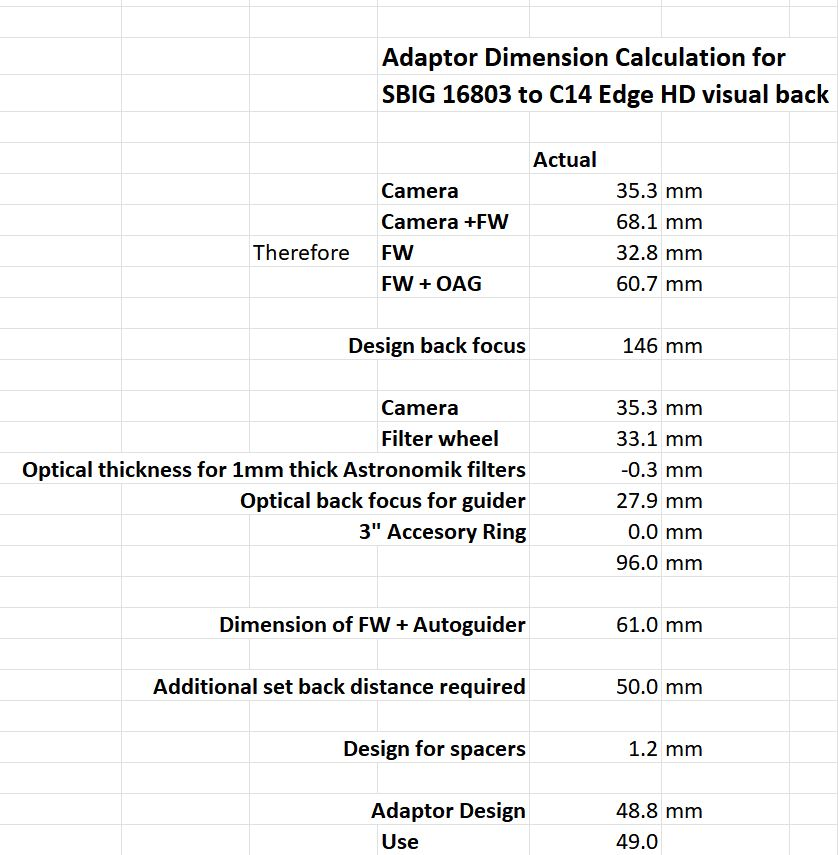 Adaptor Dimension Calculation for
SBIG 16803 to C14 Edge HD visual back
Actual
Camera 35.3 mm
Camera +FW 68.1 mm
Therefore FW 32.8 mm
FW + OAG 60.7 mm
Design back focus 146 mm
Camera 35.3 mm
Filter wheel 33.1 mm
Optical thickness for 1mm thick Astronomik filters -0.3 mm
Optical back focus for guider 27.9 mm
3" Accesory Ring 0.0 mm
96.0 mm
Dimension of FW + Autoguider 61.0 mm
Additional set back distance required 50.0 mm
Design for spacers 1.2 mm
Adaptor Design 48.8 mm
Use 49.0